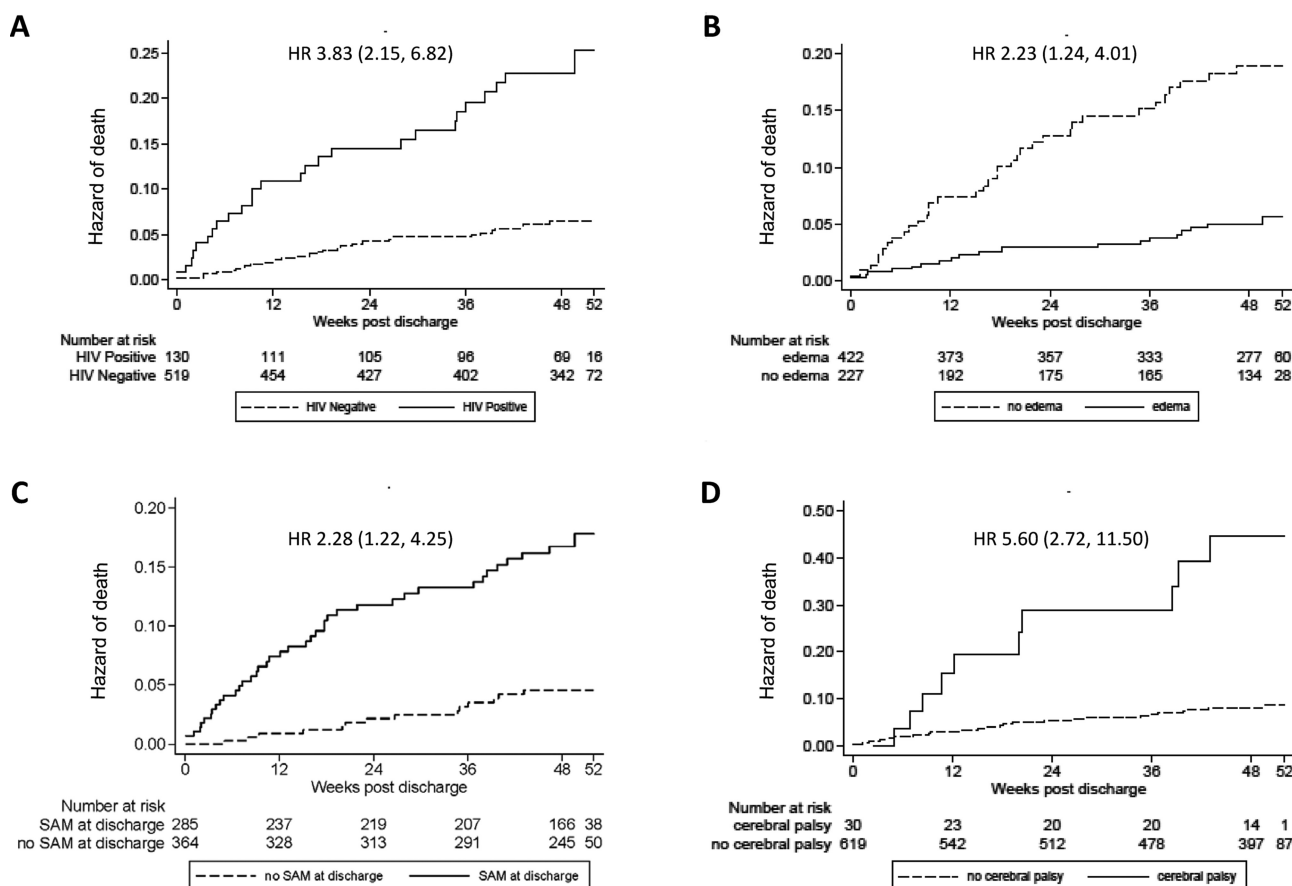 A
HR 3.83 (2.15, 6.82)
Hazard of death
0.25
0.20
0.15
0.10
0.05
0.00
0 12 24 36 48 52
Weeks post discharge
Number at risk
HIV Positive 130 111 105 96 69 16
HIV Negative 519 454 427 402 342 72
HIV Negative HIV Positive
B
HR 2.23 (1.24, 4.01)
Hazard of death
0.20
0.15
0.10
0.05
0.00
0 12 24 36 48 52
Weeks post discharge
Number at risk
edema 422 373 357 333 277 60
no edema 227 192 175 165 134 28
no edema edema
C
HR 2.28 (1.22, 4.25)
Hazard of death
0.20
0.15
0.10
0.05
0.00
0 12 24 36 48 52
Weeks post discharge
Number at risk
SAM at discharge 285 237 219 207 166 38
no SAM at discharge 364 328 313 291 245 50
no SAM at discharge SAM at discharge
D
HR 5.60 (2.72, 11.50)
Hazard of death
0.50
0.40
0.30
0.20
0.10
0.00
0 12 24 36 48 52
Weeks post discharge
Number at risk
cerebral palsy 30 23 20 20 14 1
no cerebral palsy 619 542 512 478 397 87
no cerebral palsy cerebral palsy